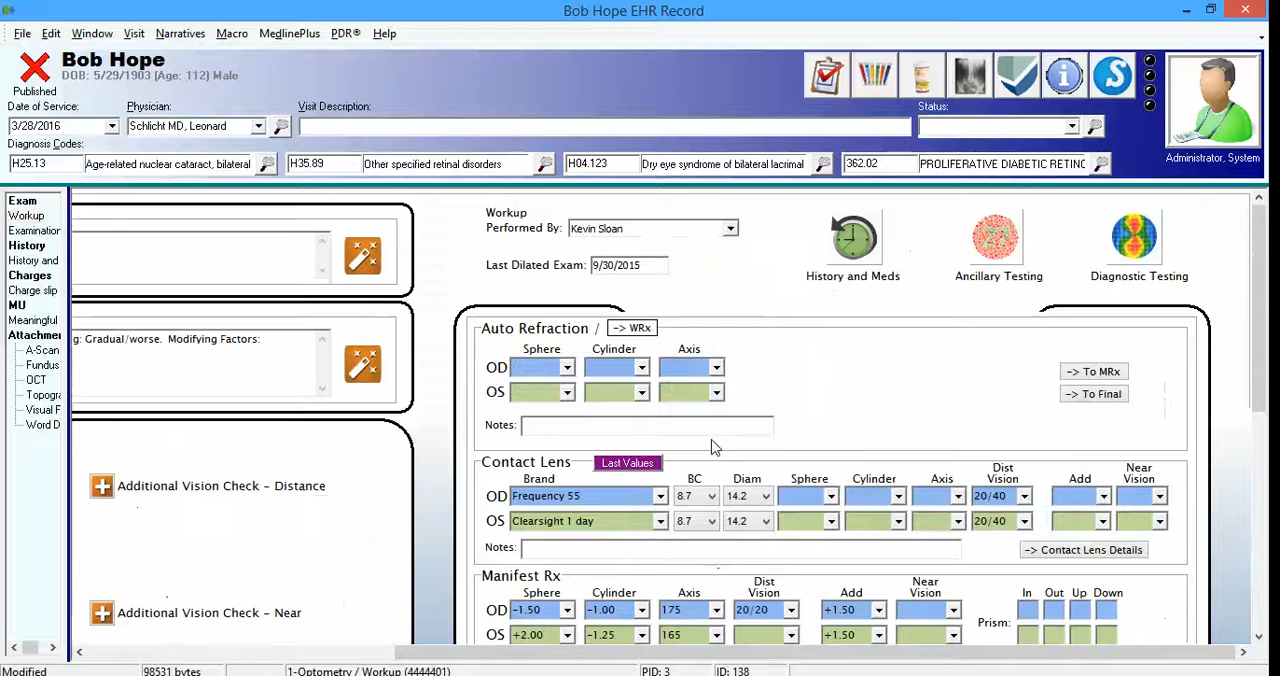 Bob Hope EHR Record
File Edit Window Visit Narratives Macro MedlinePlus PDR® Help
Bob Hope
DOB: 5/29/1903 (Age: 112) Male
Published
Date of Service: Physician: Visit Description: Status:
3/28/2016 Schlicht MD, Leonard
Administrator, System
Diagnosis Codes:
H25.13 Age-related nuclear cataract, bilateral H35.89 Other specified retinal disorders H04.123 Dry eye syndrome of bilateral lacrimal 362.02 PROLIFERATIVE DIABETIC RETINC
Exam
Workup
Examination
History
History and
Charges
Charge slip
MU
Meaningful
Attachmer
A-Scan
Fundus
OCT
Topogra
Visual F
Word D
g: Gradual/worse. Modifying Factors:
Additional Vision Check - Distance
Additional Vision Check - Near
Workup
Performed By: Kevin Sloan
Last Dilated Exam: 9/30/2015
27
History and Meds Ancillary Testing Diagnostic Testing
Auto Refraction / -> WRx
Sphere Cylinder Axis
OD -> To MRx
OS -> To Final
Notes:
Contact Lens Last Values
Brand BC Diam Sphere Cylinder Axis Dist Vision Add Near Vision
OD Frequency 55 8.7 14.2 20/40
OS Clearsight 1 day 8.7 14.2 20/40
Notes: -> Contact Lens Details
Manifest Rx
Sphere Cylinder Axis Dist Vision Add Near Vision In Out Up Down
OD -1.50 -1.00 175 20/20 +1.50
Prism:
OS +2.00 -1.25 165 +1.50
Modified 98531 bytes 1-Optometry / Workup (4444401) PID: 3 ID: 138